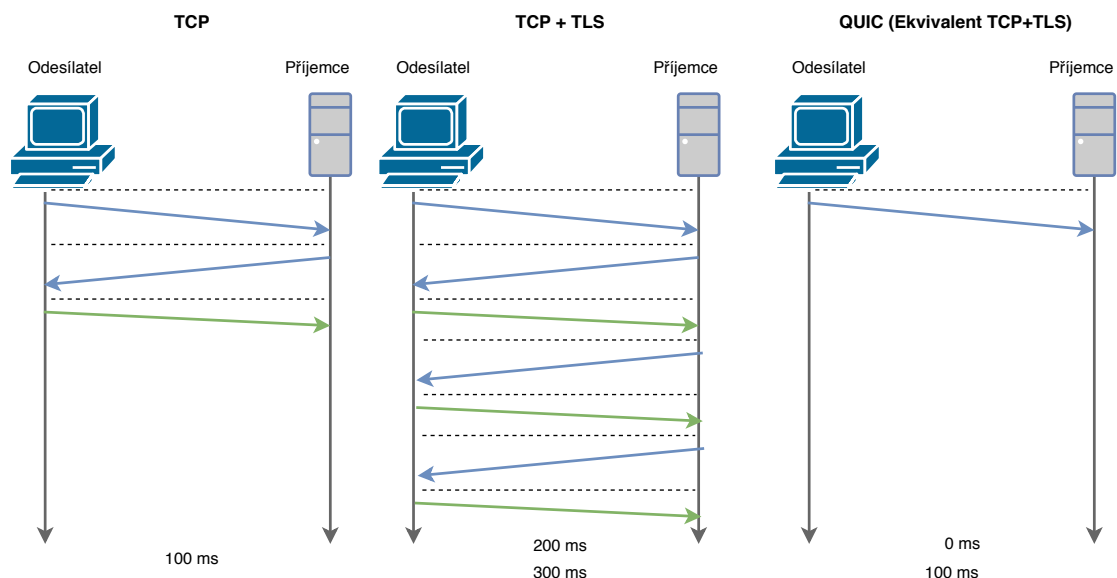 TCP
TCP + TLS
QUIC (Ekvivalent TCP+TLS)
Odesílatel
Příjemce
Odesílatel
Příjemce
Odesílatel
Příjemce
100 ms
200 ms
300 ms
0 ms
100 ms